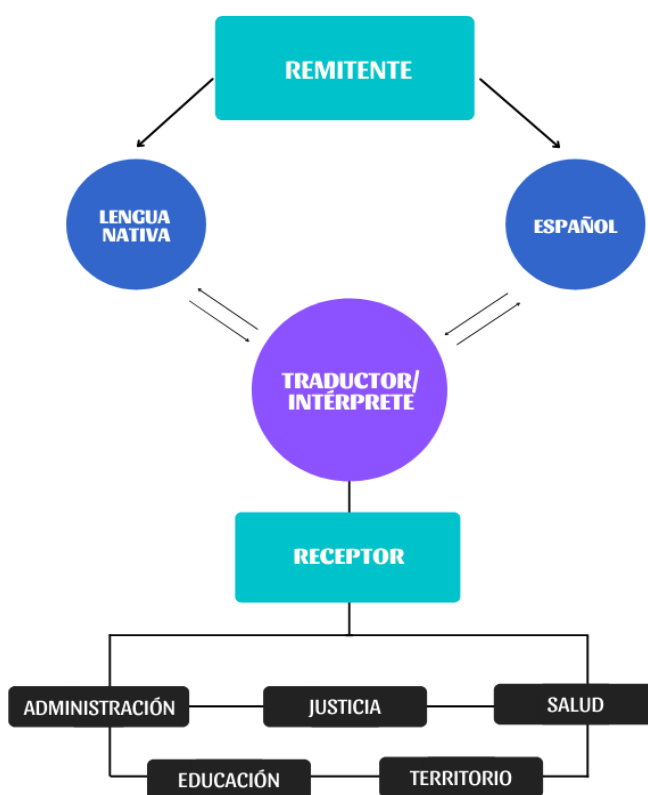 REMITENTE
LENGUA
NATIVA
ESPAÑOL
TRADUCTOR/
INTÉRPRETE
RECEPTOR
ADMINISTRACIÓN
JUSTICIA
SALUD
EDUCACIÓN
TERRITORIO